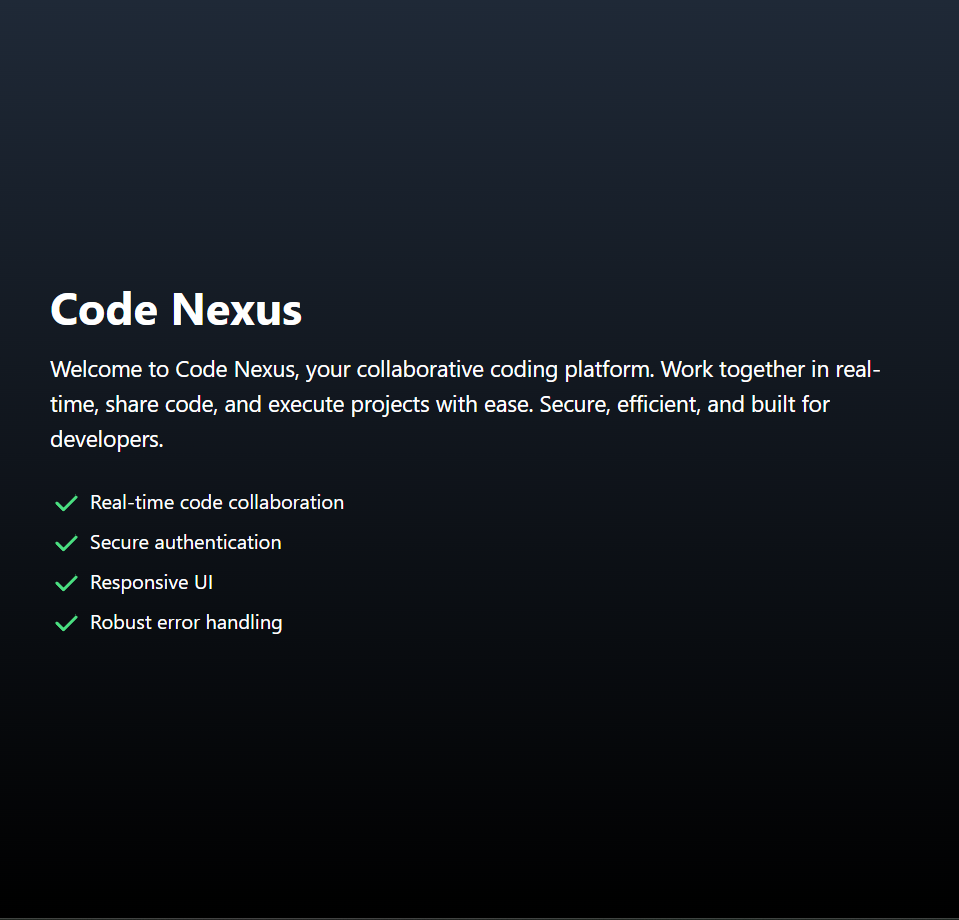 Code Nexus
Welcome to Code Nexus, your collaborative coding platform. Work together in real-
time, share code, and execute projects with ease. Secure, efficient, and built for
developers.
Real-time code collaboration
Secure authentication
Responsive UI
Robust error handling